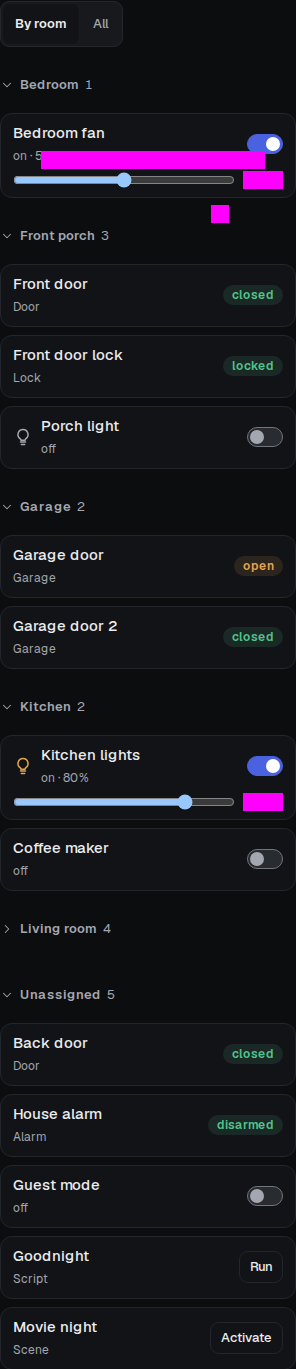 By room All
Bedroom 1
Bedroom fan
on ·
Front porch 3
Front door
Door
closed
Front door lock
Lock
locked
Porch light
off
Garage 2
Garage door
Garage
open
Garage door 2
Garage
closed
Kitchen 2
Kitchen lights
on · 80%
Coffee maker
off
Living room 4
Unassigned 5
Back door
Door
closed
House alarm
Alarm
disarmed
Guest mode
off
Goodnight
Script
Run
Movie night
Scene
Activate